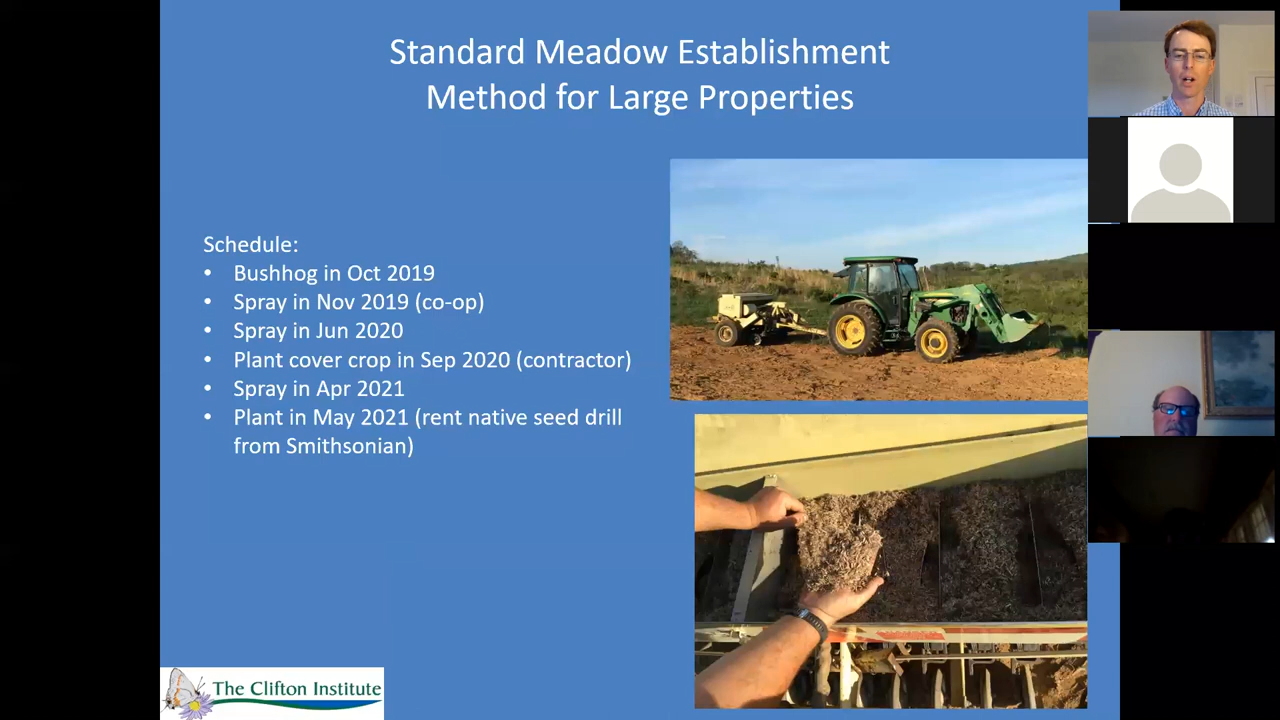 Standard Meadow Establishment
Method for Large Properties
Schedule:
• Bushhog in Oct 2019
• Spray in Nov 2019 (co-op)
• Spray in Jun 2020
• Plant cover crop in Sep 2020 (contractor)
• Spray in Apr 2021
• Plant in May 2021 (rent native seed drill
from Smithsonian)
The Clifton Institute